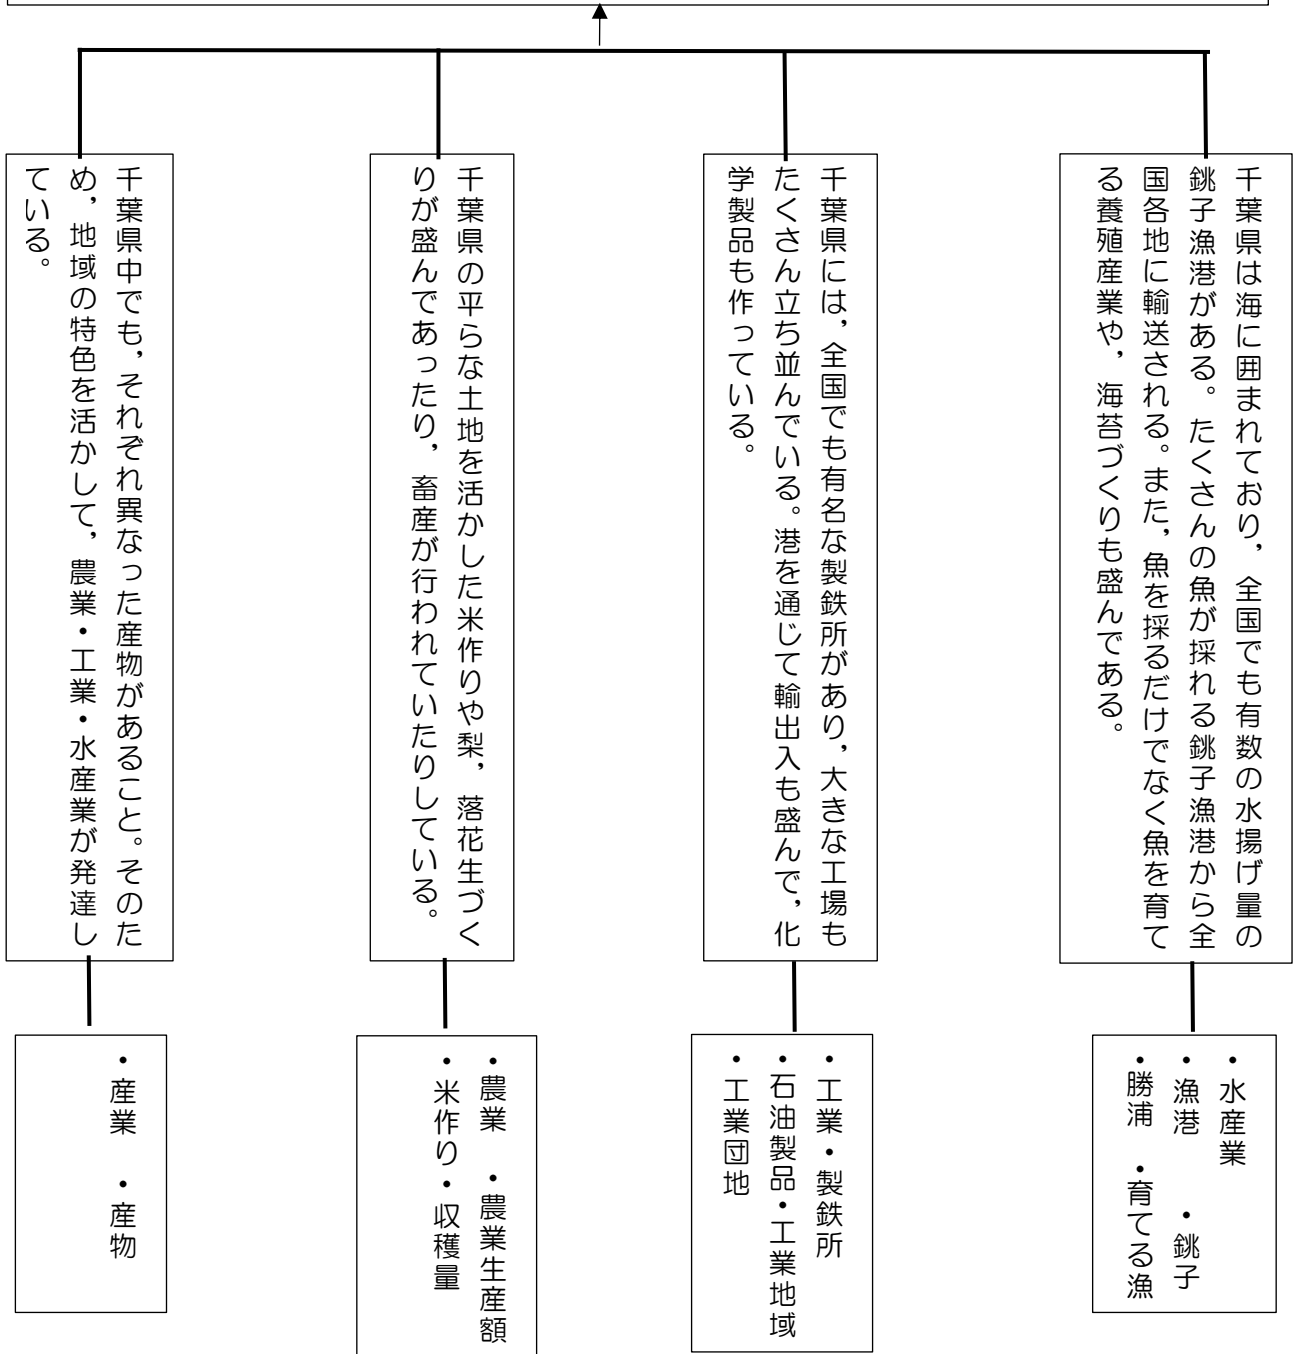 千葉県は海に囲まれており，全国でも有数の水揚げ量の
銚子漁港がある。たくさんの魚が採れる銚子漁港から全
国各地に輸送される。また，魚を採るだけでなく魚を育て
る養殖産業や，海苔づくりも盛んである。
・水産業
・漁港　・銚子
・勝浦　・育てる漁
千葉県には，全国でも有名な製鉄所があり，大きな工場も
たくさん立ち並んでいる。港を通じて輸出入も盛んで，化
学製品も作っている。
・工業・製鉄所
・石油製品・工業地域
・工業団地
千葉県の平らな土地を活かした米作りや梨，落花生づく
りが盛んであったり，畜産が行われていたりしている。
・農業　・農業生産額
・米作り・収穫量
千葉県中でも，それぞれ異なった産物があること。そのた
め，地域の特色を活かして，農業・工業・水産業が発達し
ている。
・産業　・産物